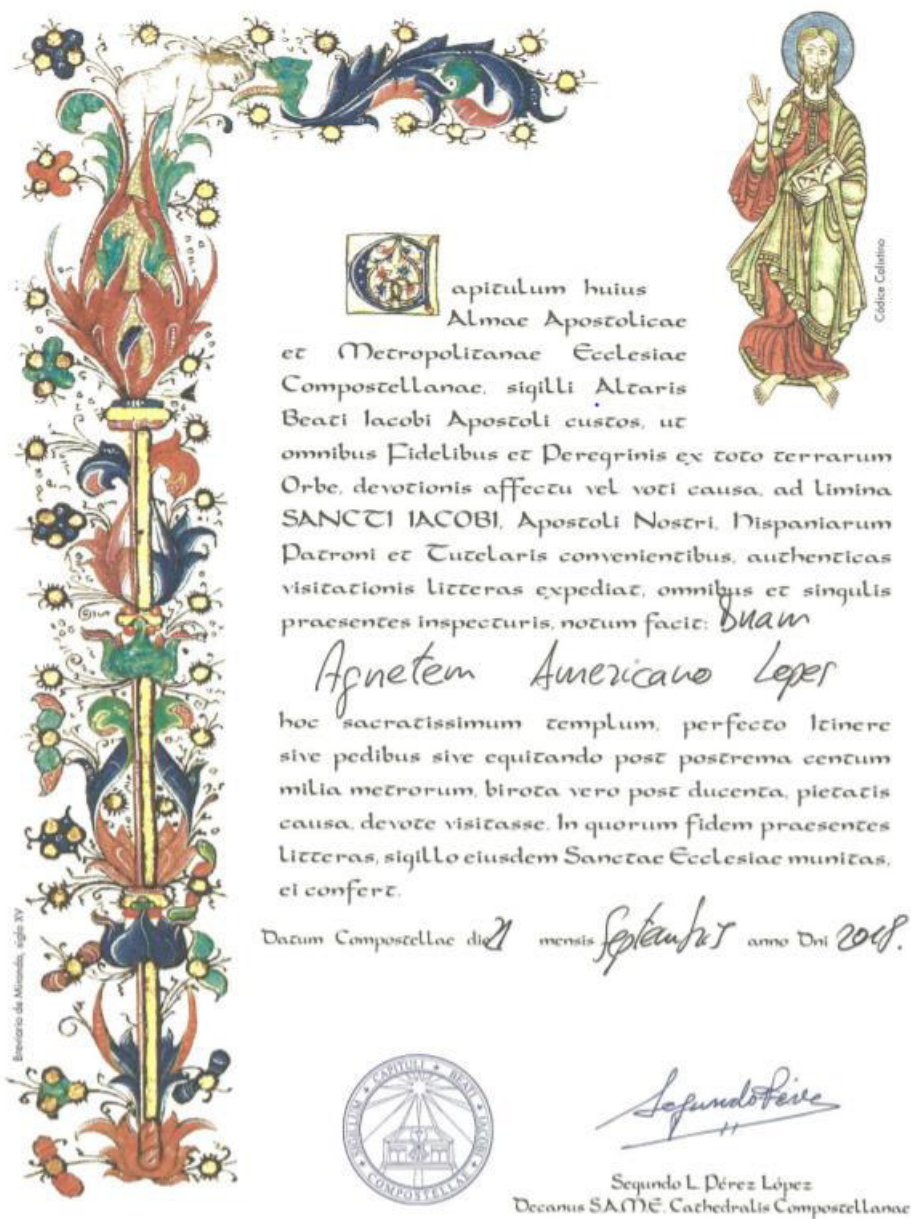 Capitulum huius
Almae Apostolicae
et Metropolitanae Ecclesiae
Compostellanae, sigilli Altaris
Beati Iacobi Apostoli custos, ut
omnibus Fidelibus et Peregrinis ex toto terrarum
Orbe, devotionis affectu vel voti causa, ad limina
SANCTI IACOBI, Apostoli Nostri, Hispaniarum
Patroni et Tutelaris convenientibus, authenticas
visitationis litteras expediat, omnibus et singulis
praesentes inspecturis, notum facit: Dnam
Agnetem Americano Lopes
hoc sacratissimum templum, perfecto Itinere
sive pedibus sive equitando post postrema centum
milia metrorum, birota vero post ducenta, pietatis
causa, devote visitasse. In quorum fidem praesentes
litteras, sigillo eiusdem Sanctae Ecclesiae munitas,
ei confert.
Datum Compostellae die 21 mensis Septembris anno Dni 2018.
SIGILLUM CAPITULI BEATI IACOBI COMPOSTELLAE
Segundo Pérez
Segundo L. Pérez López
Decanus S.A.M.E. Cathedralis Compostellanae
Códice Calixtino
Breviario de Miranda, siglo XV